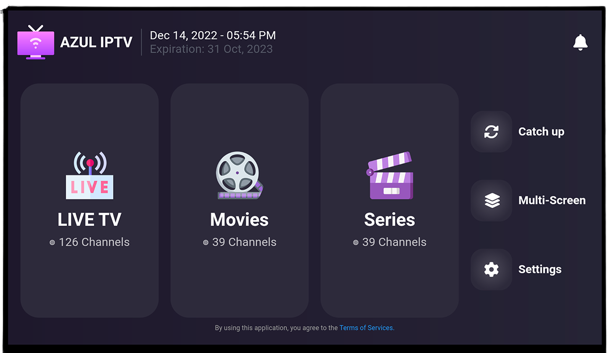 AZUL IPTV
Dec 14, 2022 - 05:54 PM
Expiration: 31 Oct, 2023
LIVE
LIVE TV
126 Channels
Movies
39 Channels
Series
39 Channels
Catch up
Multi-Screen
Settings
By using this application, you agree to the Terms of Services.